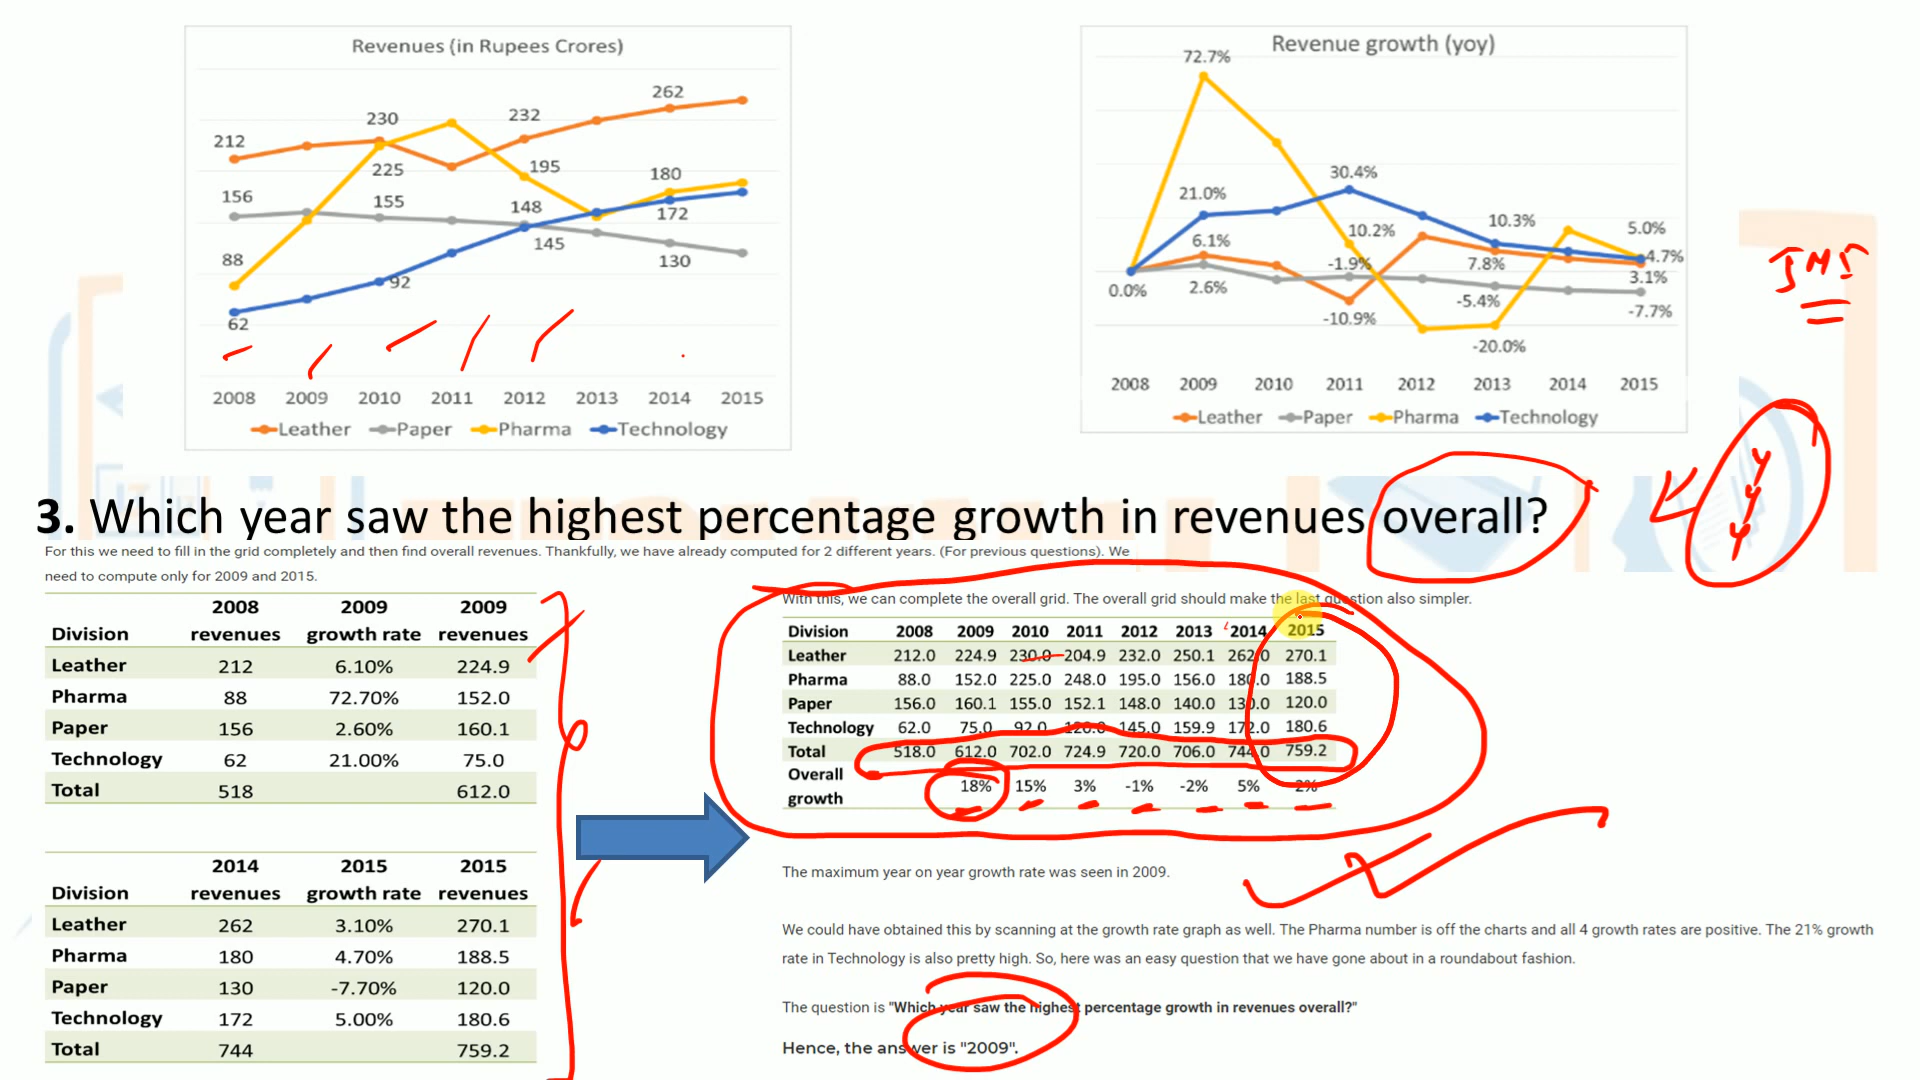 Revenues (in Rupees Crores)
262
230
232
212
225
195
180
156
155
148
172
145
130
88
92
62
2008 2009 2010 2011 2012 2013 2014 2015
Leather Paper Pharma Technology
Revenue growth (yoy)
72.7%
30.4%
21.0%
10.3%
5.0%
10.2%
6.1%
-1.9%
7.8%
4.7%
3.1%
0.0%
2.6%
-5.4%
-7.7%
-10.9%
-20.0%
2008 2009 2010 2011 2012 2013 2014 2015
Leather Paper Pharma Technology
3. Which year saw the highest percentage growth in revenues overall?
For this we need to fill in the grid completely and then find overall revenues. Thankfully, we have already computed for 2 different years. (For previous questions). We
need to compute only for 2009 and 2015.
2008 2009 2009
Division revenues growth rate revenues
Leather 212 6.10% 224.9
Pharma 88 72.70% 152.0
Paper 156 2.60% 160.1
Technology 62 21.00% 75.0
Total 518 612.0
2014 2015 2015
Division revenues growth rate revenues
Leather 262 3.10% 270.1
Pharma 180 4.70% 188.5
Paper 130 -7.70% 120.0
Technology 172 5.00% 180.6
Total 744 759.2
With this, we can complete the overall grid. The overall grid should make the last question also simpler.
Division 2008 2009 2010 2011 2012 2013 2014 2015
Leather 212.0 224.9 230.0 204.9 232.0 250.1 262.0 270.1
Pharma 88.0 152.0 225.0 248.0 195.0 156.0 180.0 188.5
Paper 156.0 160.1 155.0 152.1 148.0 140.0 130.0 120.0
Technology 62.0 75.0 92.0 120.0 145.0 159.9 172.0 180.6
Total 518.0 612.0 702.0 724.9 720.0 706.0 744.0 759.2
Overall
growth 18% 15% 3% -1% -2% 5% 2%
The maximum year on year growth rate was seen in 2009.
We could have obtained this by scanning at the growth rate graph as well. The Pharma number is off the charts and all 4 growth rates are positive. The 21% growth
rate in Technology is also pretty high. So, here was an easy question that we have gone about in a roundabout fashion.
The question is "Which year saw the highest percentage growth in revenues overall?"
Hence, the answer is "2009".